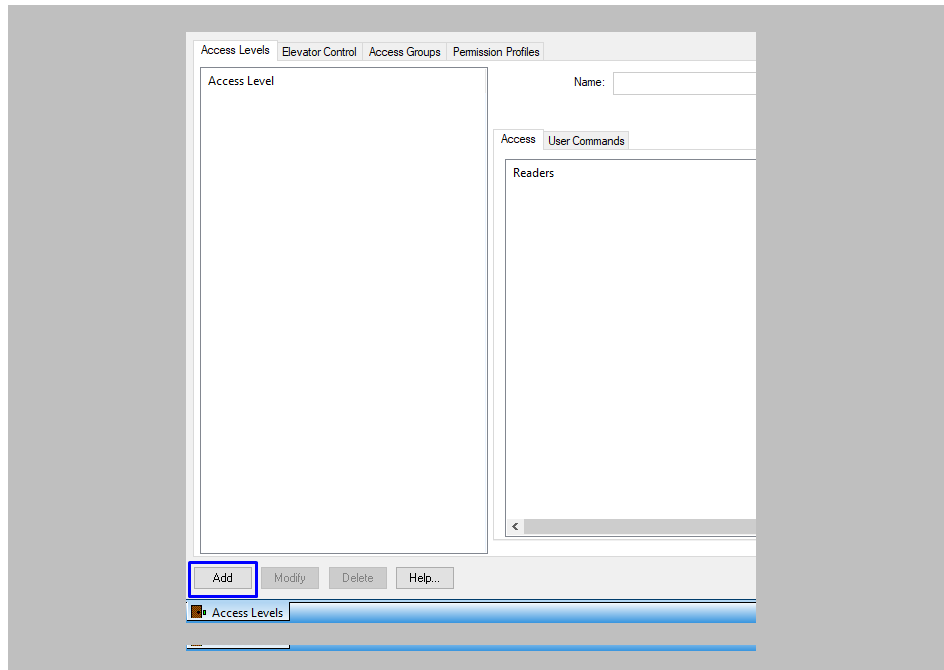 Access Levels Elevator Control Access Groups Permission Profiles
Access Level
Name:
Access User Commands
Readers
Add Modify Delete Help...
Access Levels